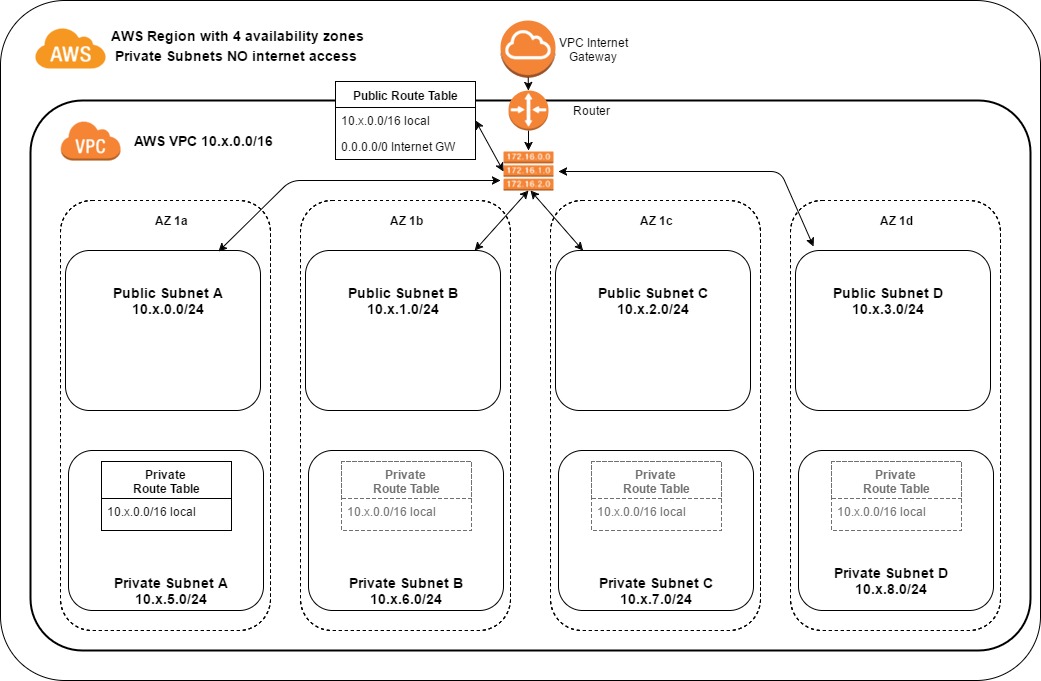 AWS
AWS Region with 4 availability zones
Private Subnets NO internet access
VPC Internet
Gateway
Router
Public Route Table
10.x.0.0/16 local
0.0.0.0/0 Internet GW
VPC
AWS VPC 10.x.0.0/16
172.16.0.0
172.16.1.0
172.16.2.0
AZ 1a
AZ 1b
AZ 1c
AZ 1d
Public Subnet A
10.x.0.0/24
Public Subnet B
10.x.1.0/24
Public Subnet C
10.x.2.0/24
Public Subnet D
10.x.3.0/24
Private
Route Table
10.x.0.0/16 local
Private Subnet A
10.x.5.0/24
Private
Route Table
10.x.0.0/16 local
Private Subnet B
10.x.6.0/24
Private
Route Table
10.x.0.0/16 local
Private Subnet C
10.x.7.0/24
Private
Route Table
10.x.0.0/16 local
Private Subnet D
10.x.8.0/24